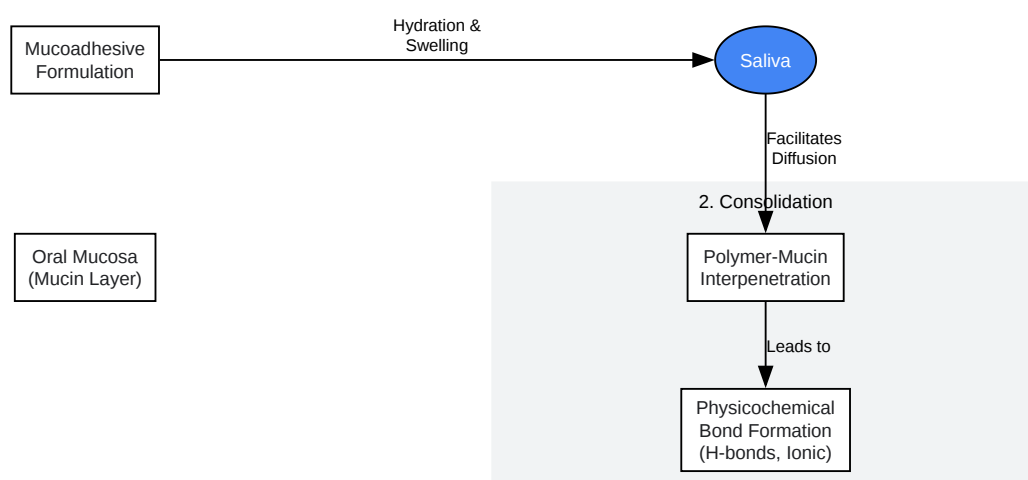 Hydration &
Swelling
Mucoadhesive
Formulation
Saliva
Facilitates
Diffusion
2. Consolidation
Oral Mucosa
(Mucin Layer)
Polymer-Mucin
Interpenetration
Leads to
Physicochemical
Bond Formation
(H-bonds, Ionic)